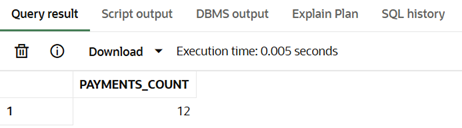 Query result Script output DBMS output Explain Plan SQL history
Download Execution time: 0.005 seconds
PAYMENTS_COUNT
1 12